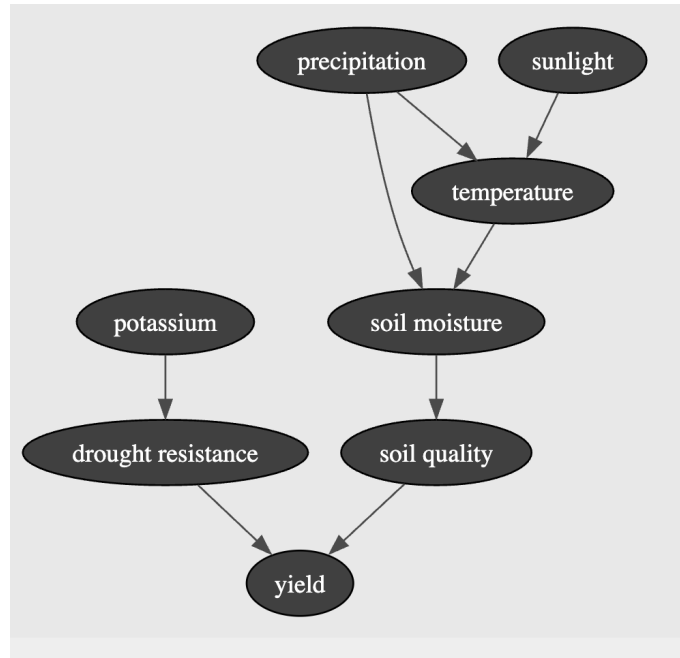 precipitation
sunlight
temperature
potassium
soil moisture
drought resistance
soil quality
yield